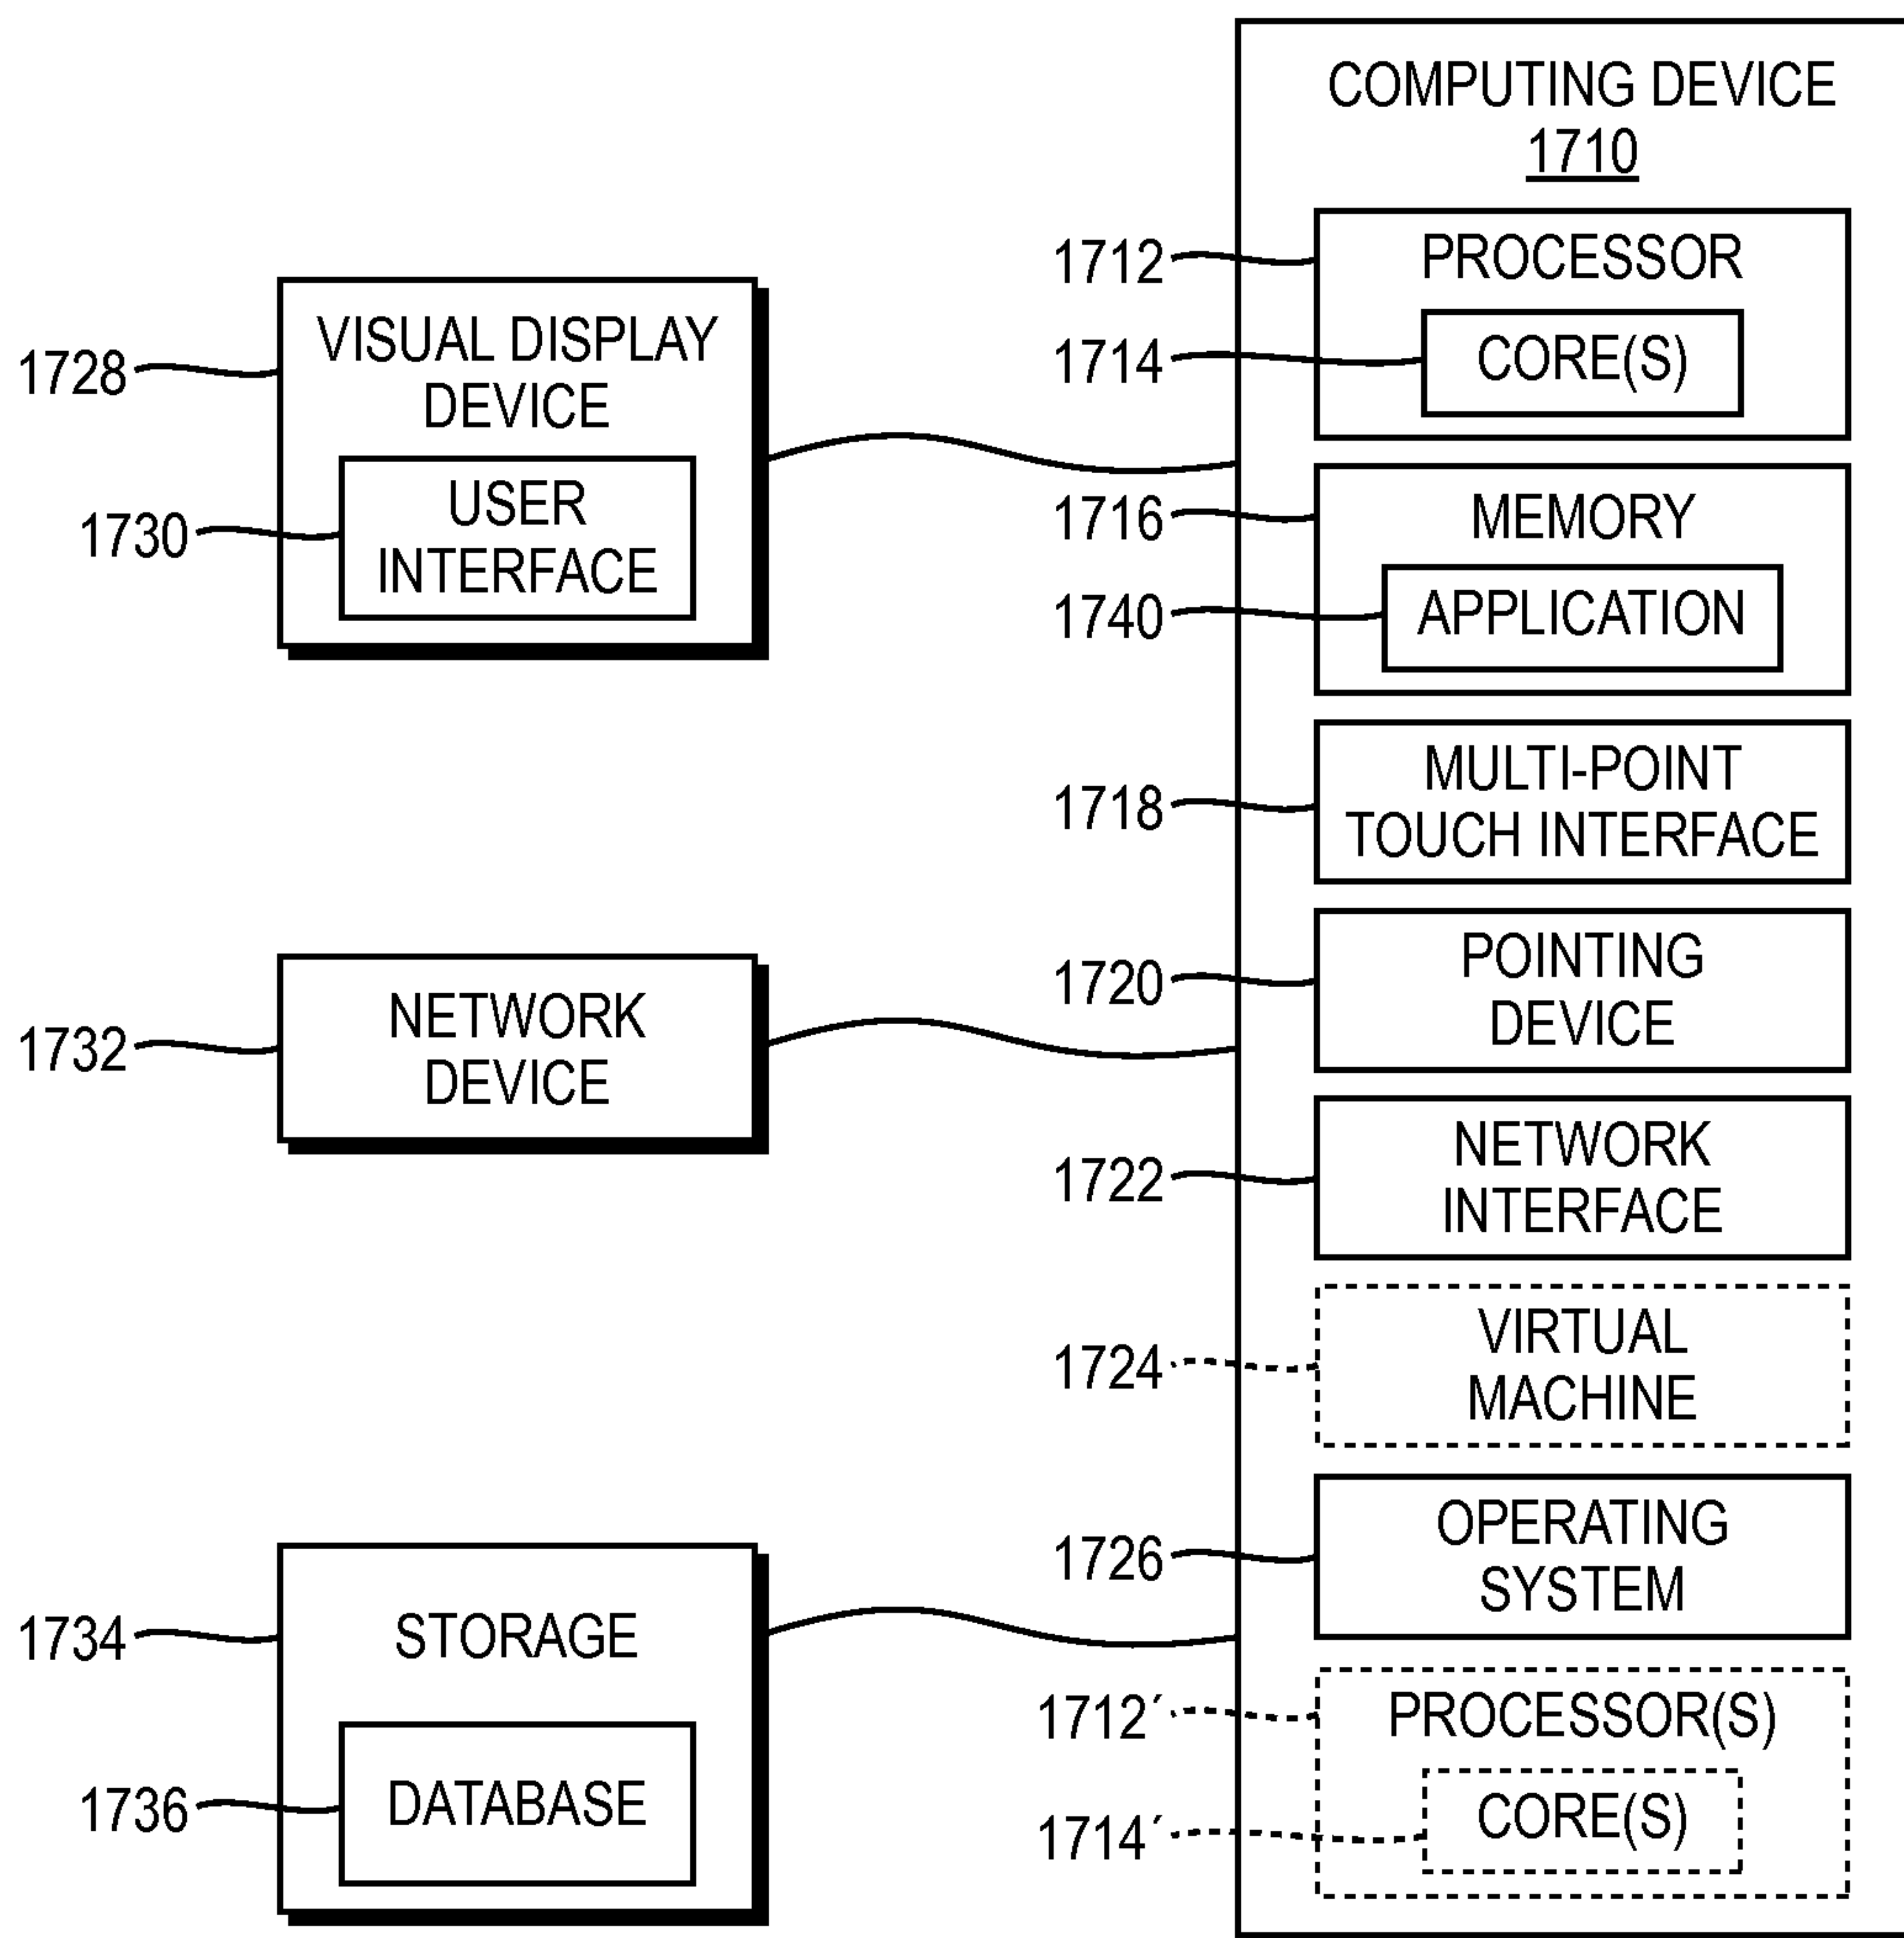 COMPUTING DEVICE
1710
1712
PROCESSOR
1714
CORE(S)
1716
MEMORY
1740
APPLICATION
1718
MULTI-POINT
TOUCH INTERFACE
1720
POINTING
DEVICE
1722
NETWORK
INTERFACE
1724
VIRTUAL
MACHINE
1726
OPERATING
SYSTEM
1712´
PROCESSOR(S)
1714´
CORE(S)
1728
VISUAL DISPLAY
DEVICE
1730
USER
INTERFACE
1732
NETWORK
DEVICE
1734
STORAGE
1736
DATABASE